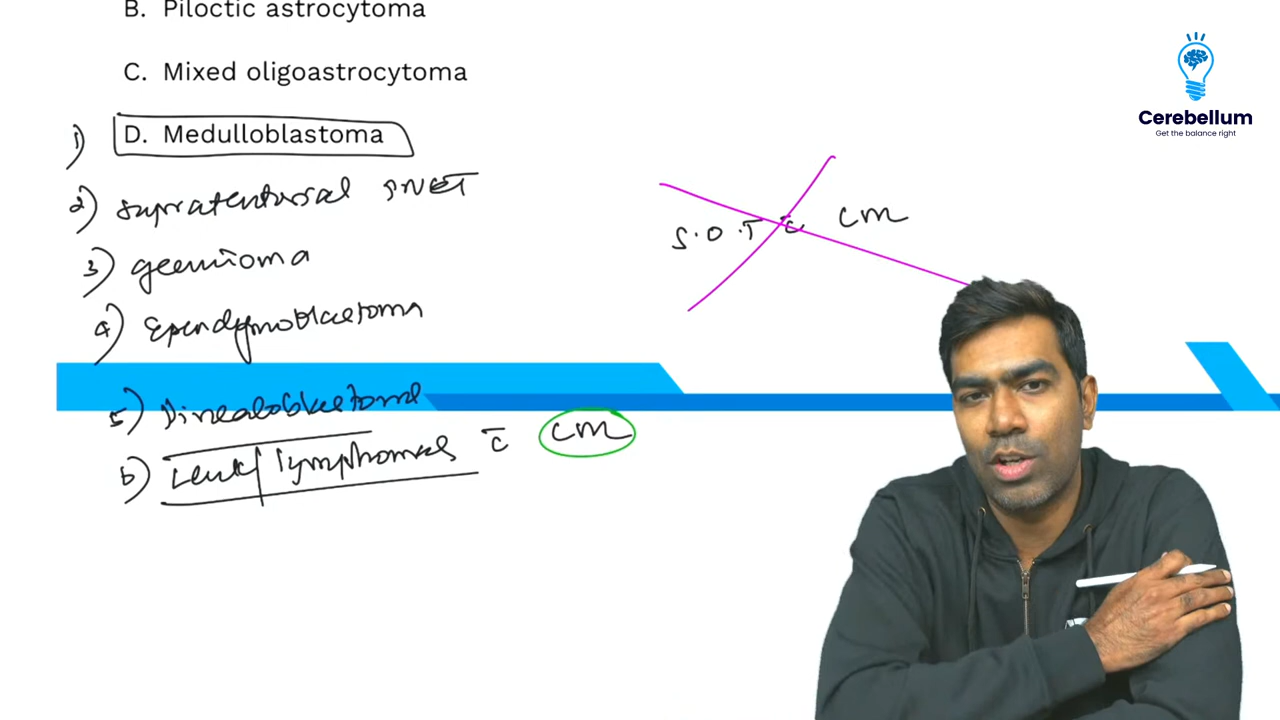 B. Piloctic astrocytoma
C. Mixed oligoastrocytoma
1) D. Medulloblastoma
2) supratentorial PNET
3) germinoma
4) Ependymoblastoma
5) Pinealoblastoma
6) Leuk/lymphomas c̄ cm
S.O.T c̄ cm
Cerebellum
Get the balance right